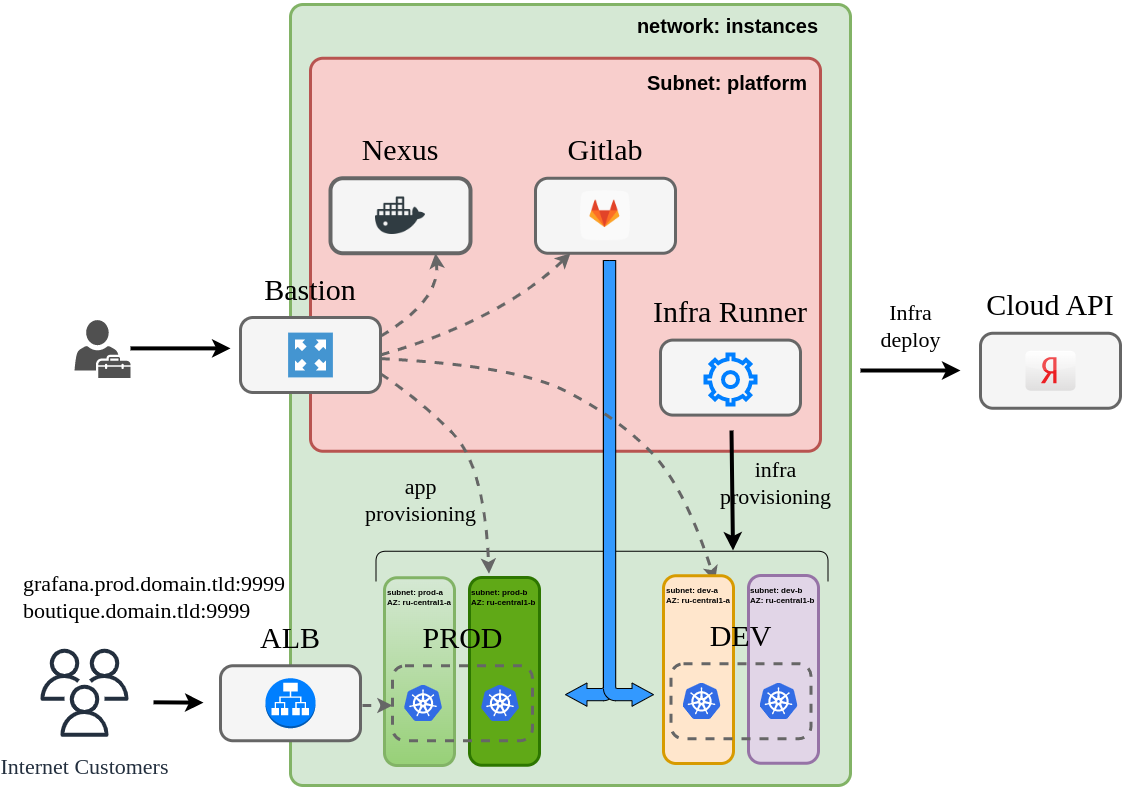 network: instances
Subnet: platform
Nexus
Gitlab
Bastion
Infra Runner
Infra
deploy
Cloud API
Я
app
provisioning
infra
provisioning
grafana.prod.domain.tld:9999
boutique.domain.tld:9999
subnet: prod-a
AZ: ru-central1-a
subnet: prod-b
AZ: ru-central1-b
subnet: dev-a
AZ: ru-central1-a
subnet: dev-b
AZ: ru-central1-b
ALB
PROD
DEV
Internet Customers